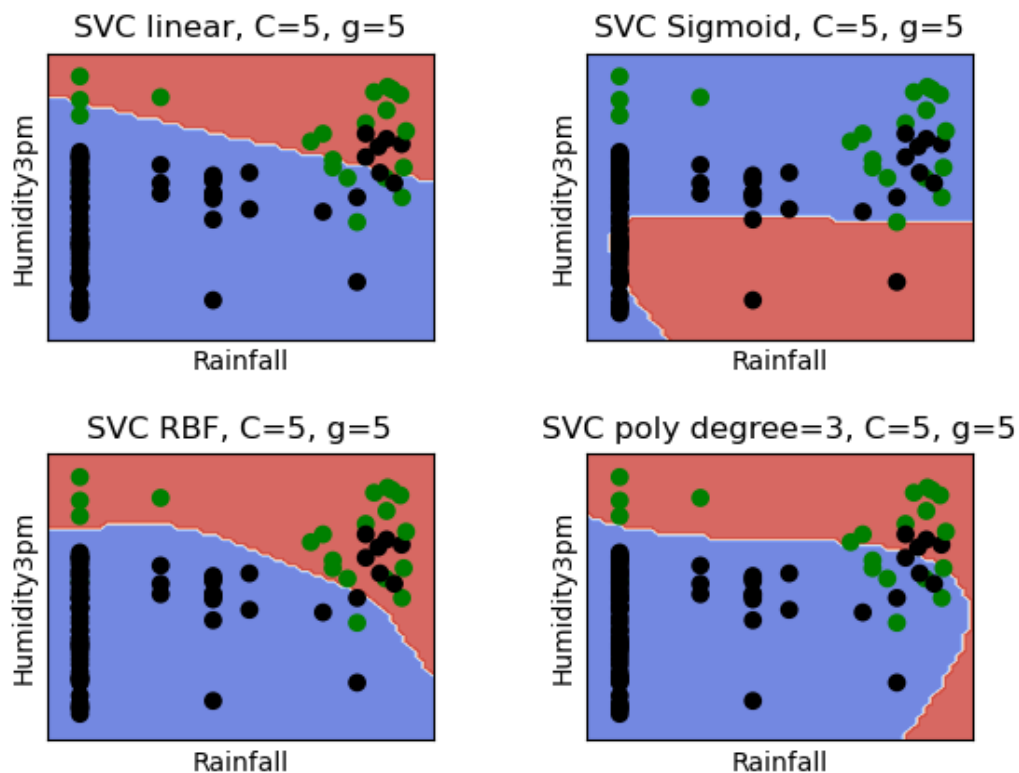 SVC linear, C=5, g=5
Humidity3pm
Rainfall
SVC Sigmoid, C=5, g=5
Humidity3pm
Rainfall
SVC RBF, C=5, g=5
Humidity3pm
Rainfall
SVC poly degree=3, C=5, g=5
Humidity3pm
Rainfall